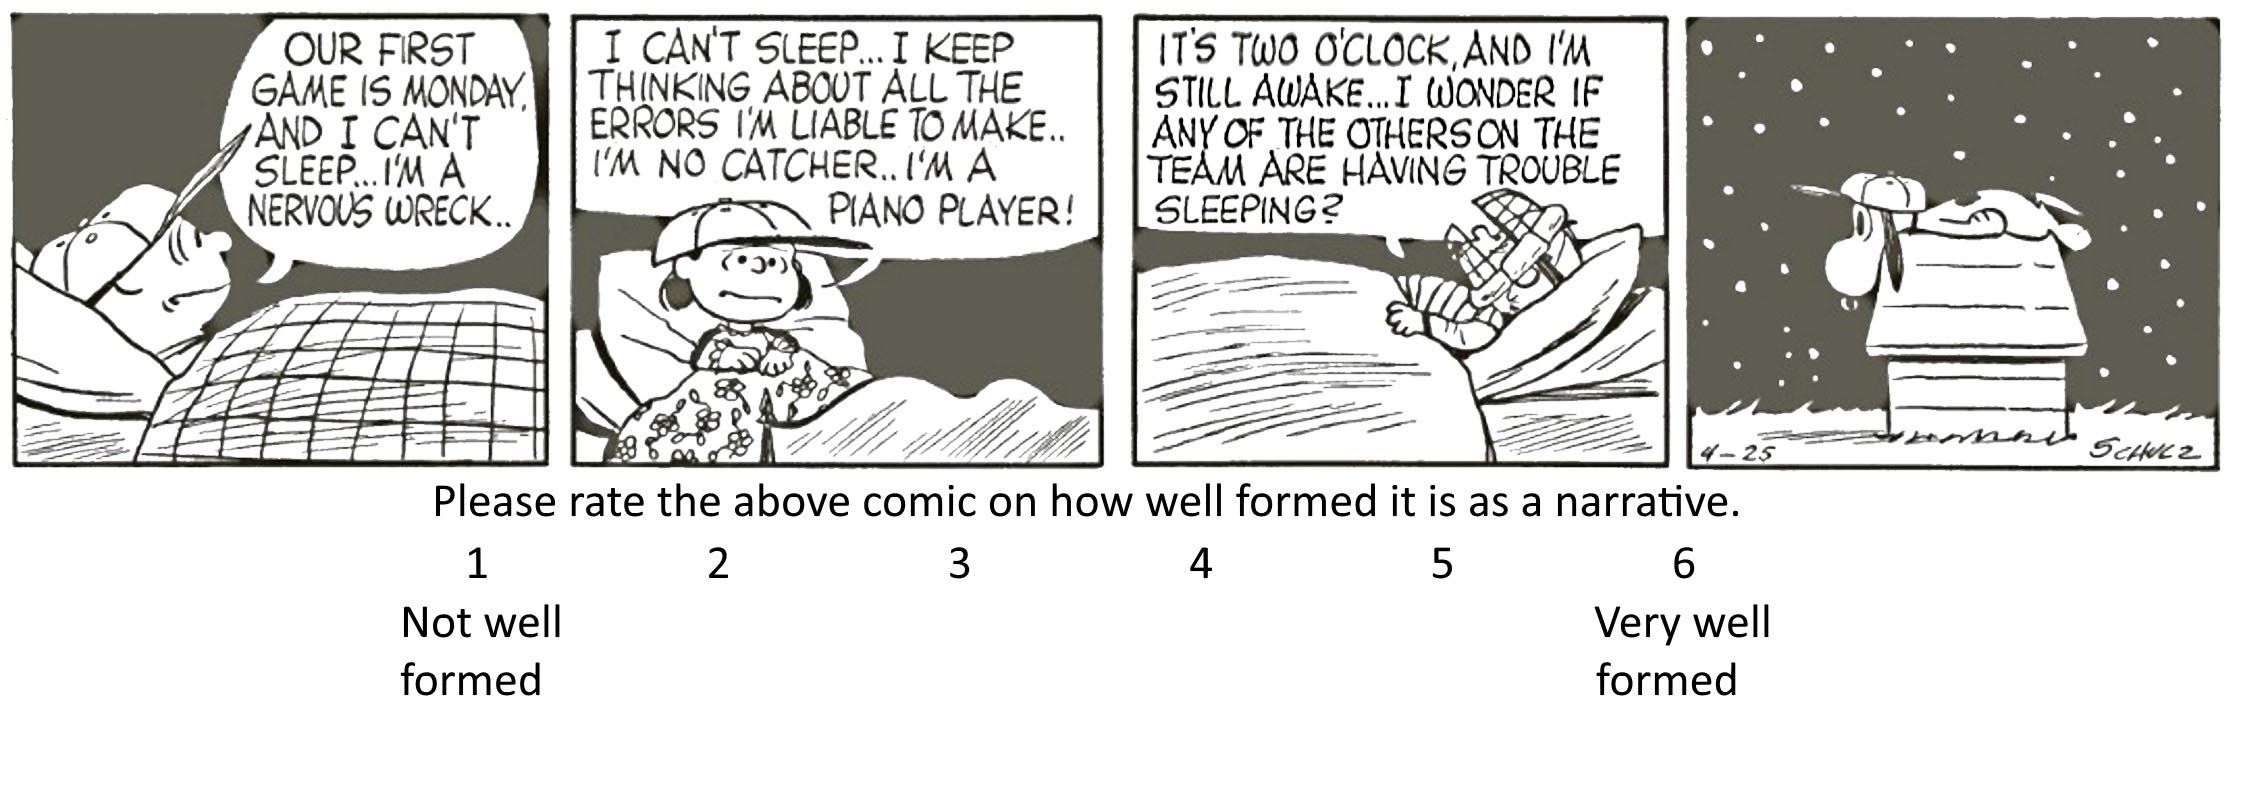 OUR FIRST
GAME IS MONDAY,
AND I CAN'T
SLEEP...I'M A
NERVOUS WRECK..
I CAN'T SLEEP...I KEEP
THINKING ABOUT ALL THE
ERRORS I'M LIABLE TO MAKE..
I'M NO CATCHER..I'M A
PIANO PLAYER!
IT'S TWO O'CLOCK, AND I'M
STILL AWAKE...I WONDER IF
ANY OF THE OTHERS ON THE
TEAM ARE HAVING TROUBLE
SLEEPING?
4-25
SCHULZ
Please rate the above comic on how well formed it is as a narrative.
1 2 3 4 5 6
Not well
formed
Very well
formed